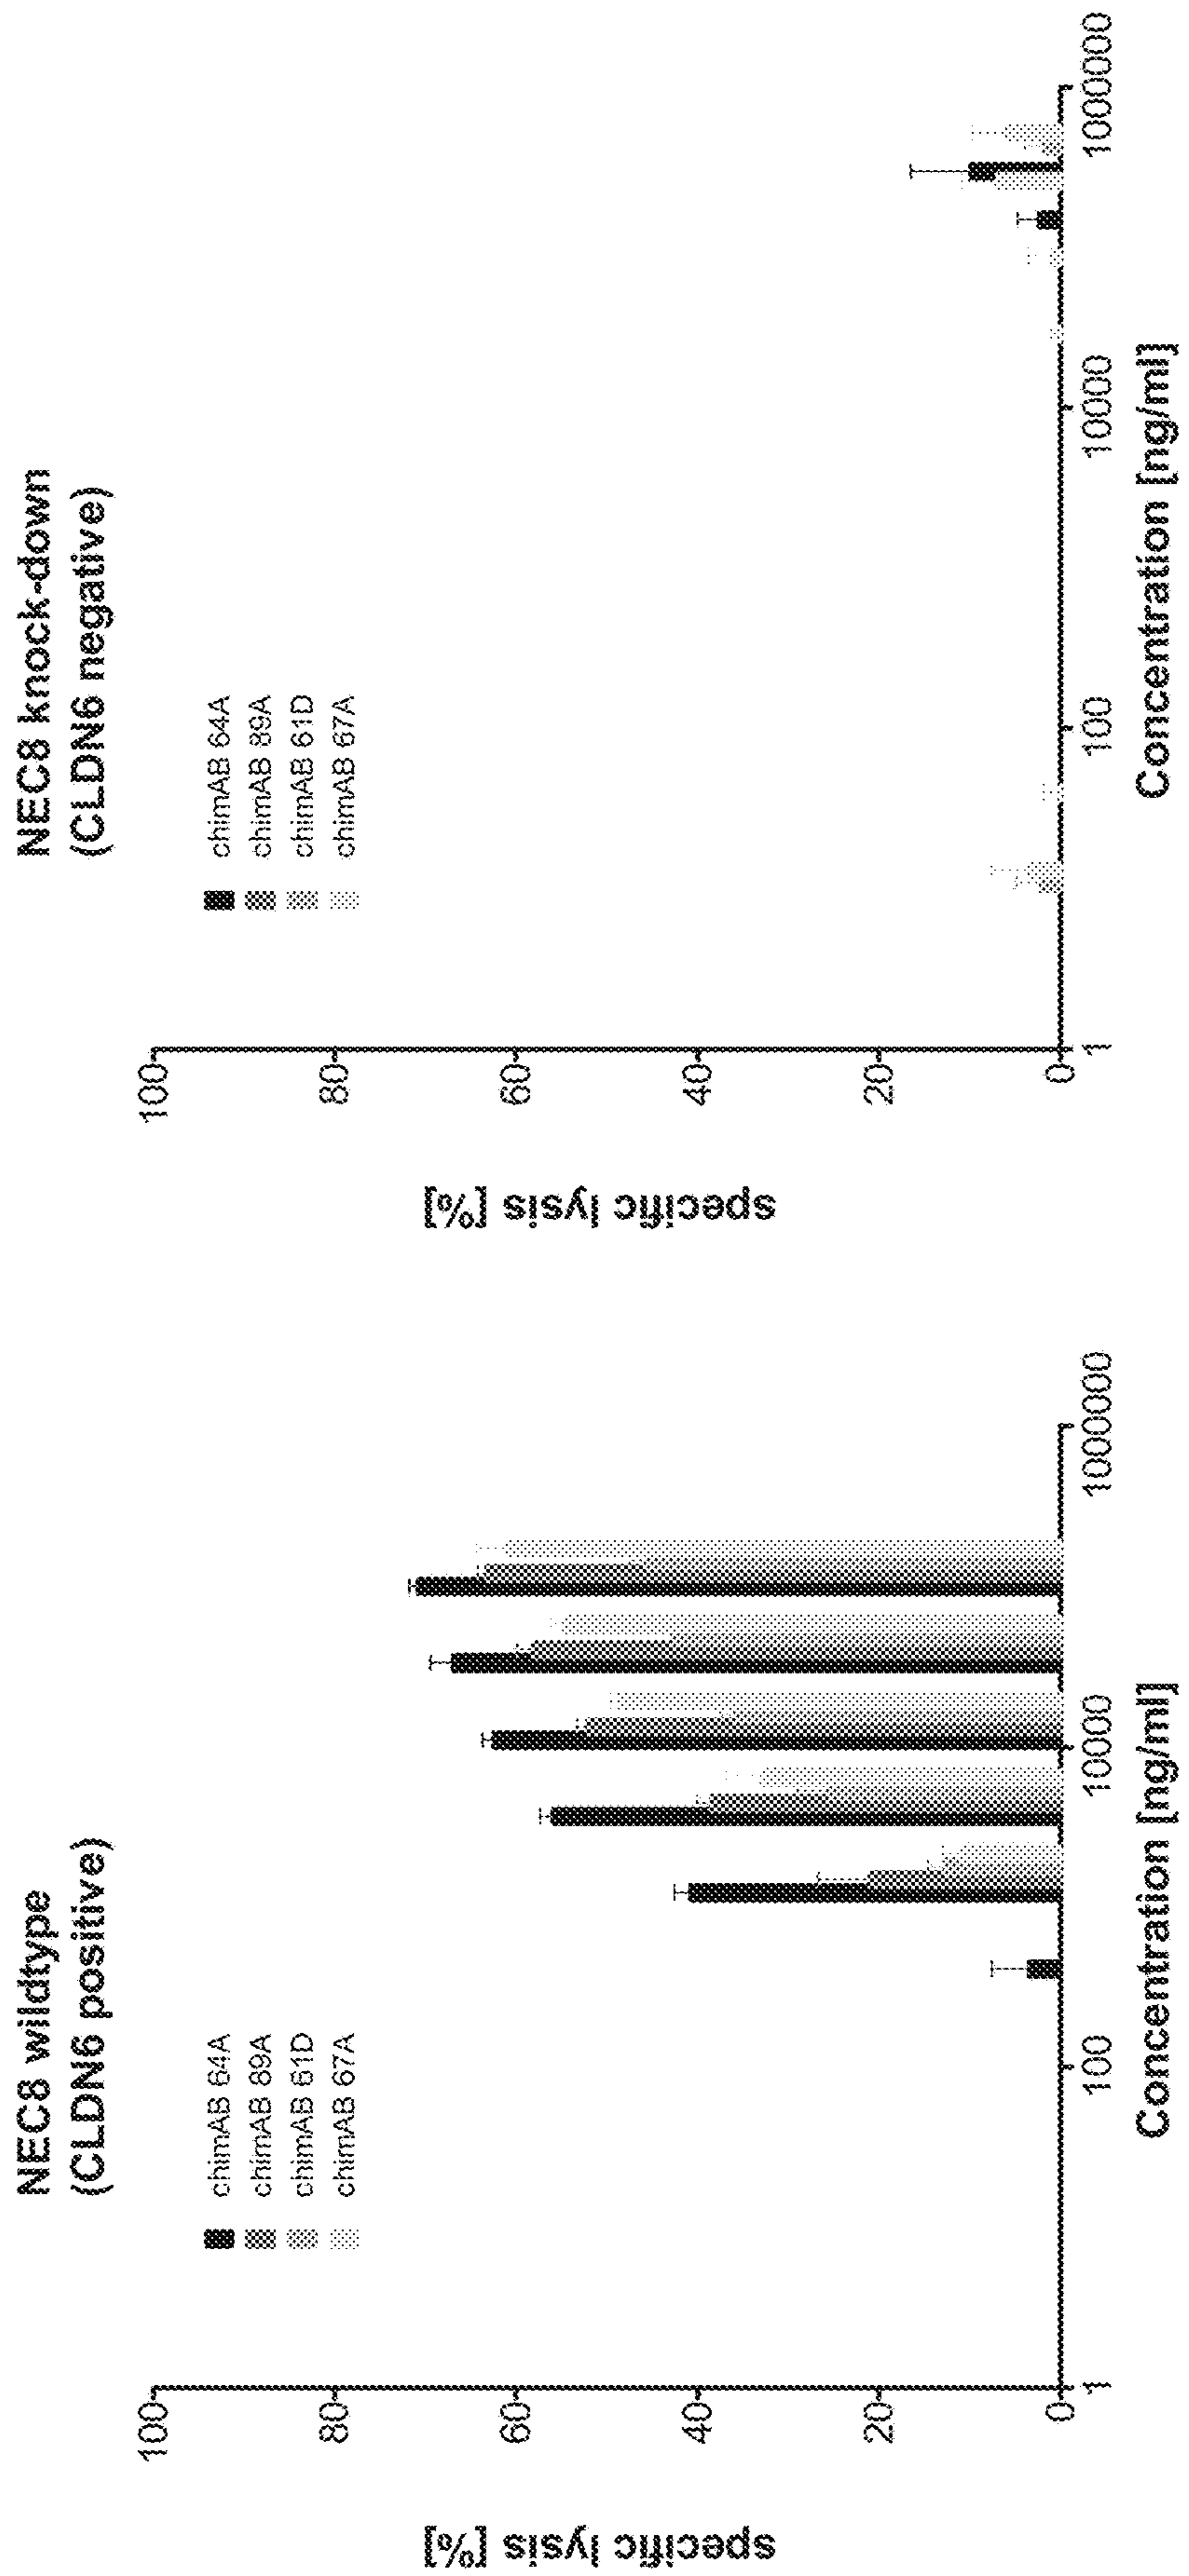 NEC8 wildtype
(CLDN6 positive)
chimAB 64A
chimAB 89A
chimAB 61D
chimAB 67A
specific lysis [%]
100
80
60
40
20
0
1
100
10000
1000000
Concentration [ng/ml]
NEC8 knock-down
(CLDN6 negative)
chimAB 64A
chimAB 89A
chimAB 61D
chimAB 67A
specific lysis [%]
100
80
60
40
20
0
1
100
10000
1000000
Concentration [ng/ml]